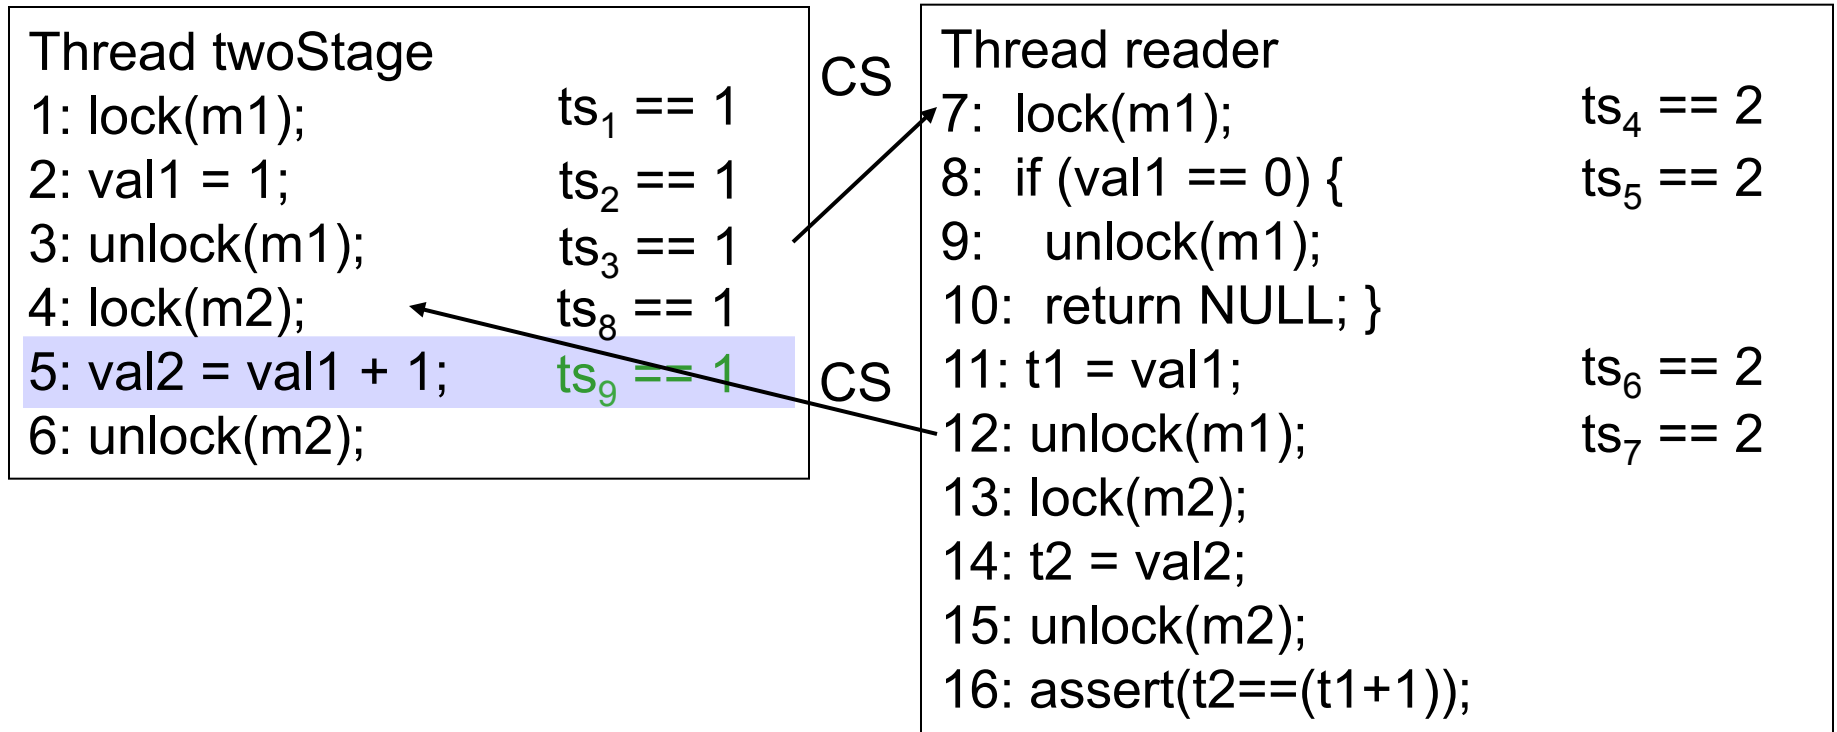 Thread twoStage
1: lock(m1); ts₁ == 1
2: val1 = 1; ts₂ == 1
3: unlock(m1); ts₃ == 1
4: lock(m2); ts₈ == 1
5: val2 = val1 + 1; ts₉ == 1
6: unlock(m2);
CS
CS
Thread reader
7: lock(m1); ts₄ == 2
8: if (val1 == 0) { ts₅ == 2
9: unlock(m1);
10: return NULL; }
11: t1 = val1; ts₆ == 2
12: unlock(m1); ts₇ == 2
13: lock(m2);
14: t2 = val2;
15: unlock(m2);
16: assert(t2==(t1+1));